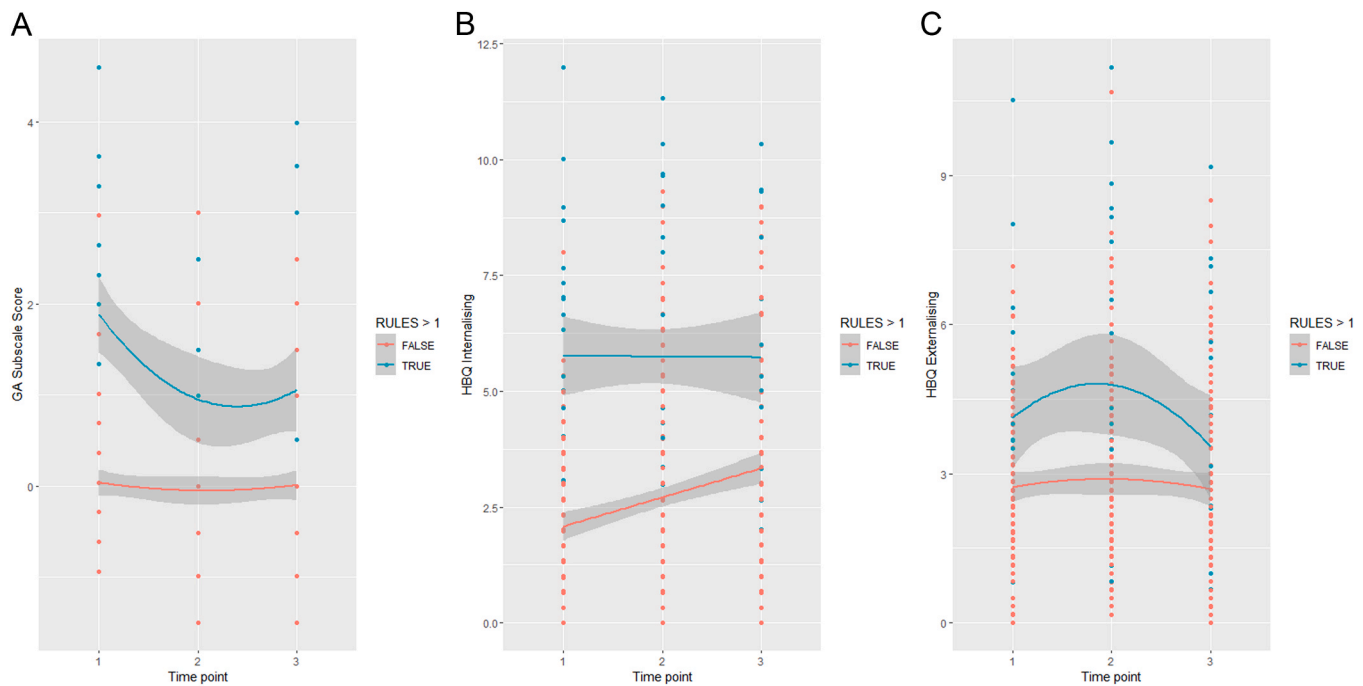 A
GA Subscale Score
4
2
0
1
2
3
Time point
RULES > 1
FALSE
TRUE
B
HBQ Internalising
12.5
10.0
7.5
5.0
2.5
0.0
1
2
3
Time point
RULES > 1
FALSE
TRUE
C
HBQ Externalising
9
6
3
0
1
2
3
Time point
RULES > 1
FALSE
TRUE